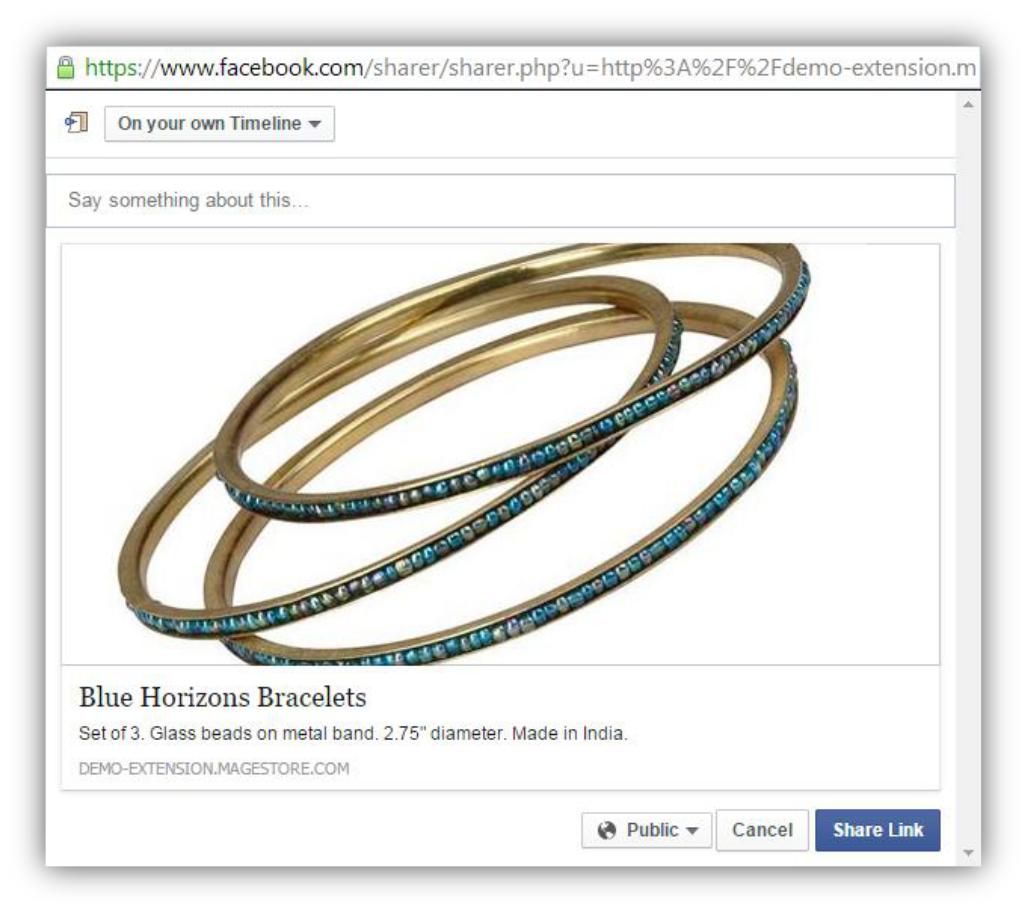 https://www.facebook.com/sharer/sharer.php?u=http%3A%2F%2Fdemo-extension.m
On your own Timeline
Say something about this...
Blue Horizons Bracelets
Set of 3. Glass beads on metal band. 2.75" diameter. Made in India.
DEMO-EXTENSION.MAGESTORE.COM
Public Cancel Share Link